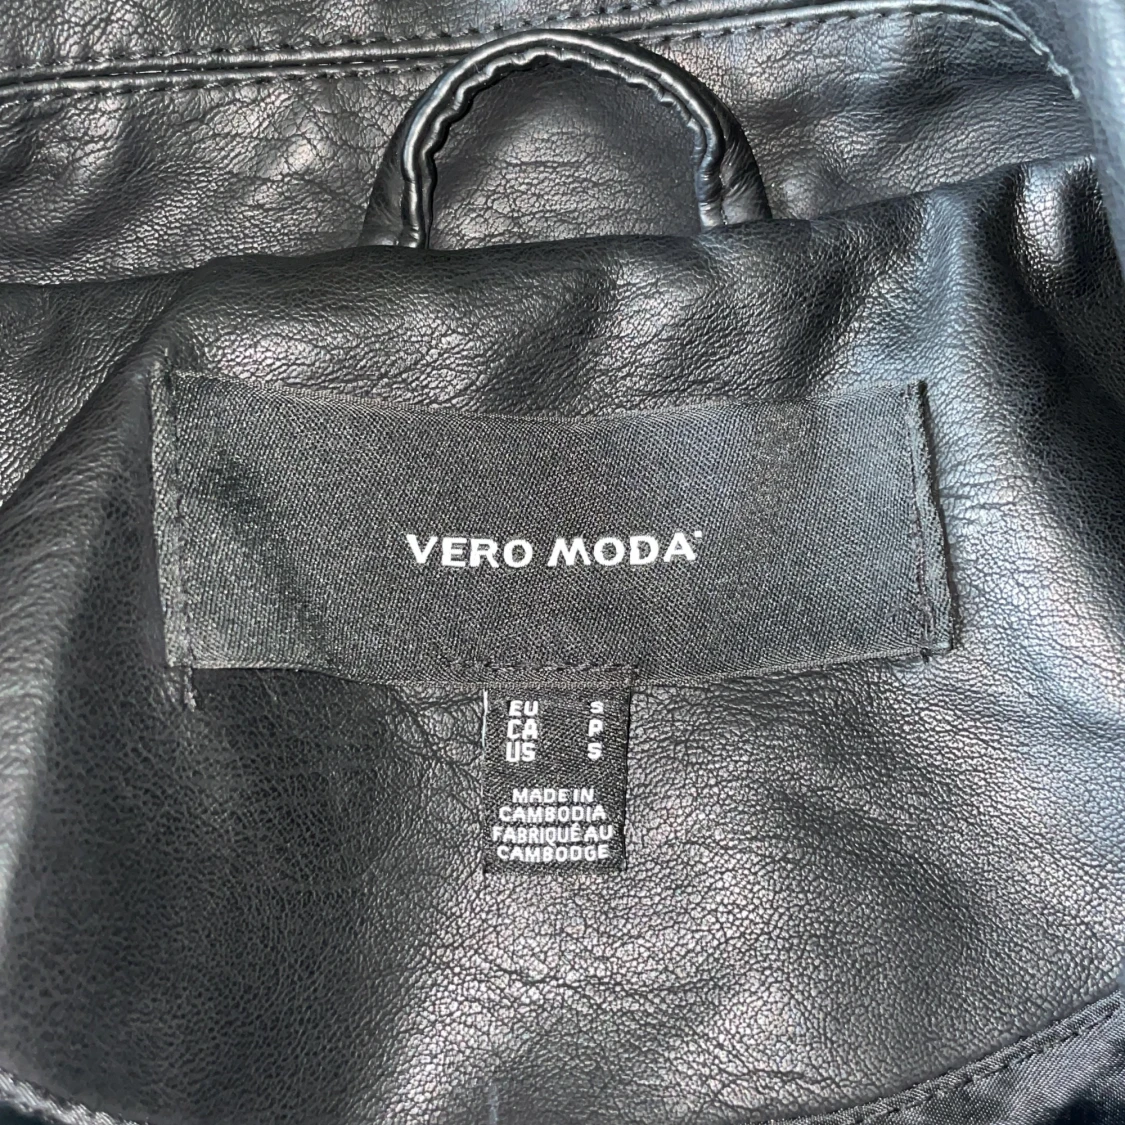 VERO MODA
EU S
CA P
US S
MADE IN
CAMBODIA
FABRIQUÉ AU
CAMBODGE